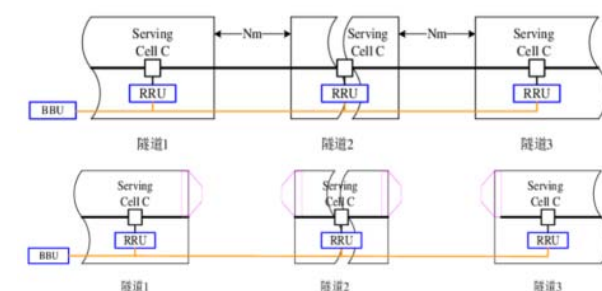 Serving
Cell C
Nm
Serving
Cell C
Nm
Serving
Cell C
RRU
RRU
RRU
BBU
隧道1
隧道2
隧道3
Serving
Cell C
Serving
Cell C
Serving
Cell C
RRU
RRU
RRU
BBU
隧道1
隧道2
隧道3